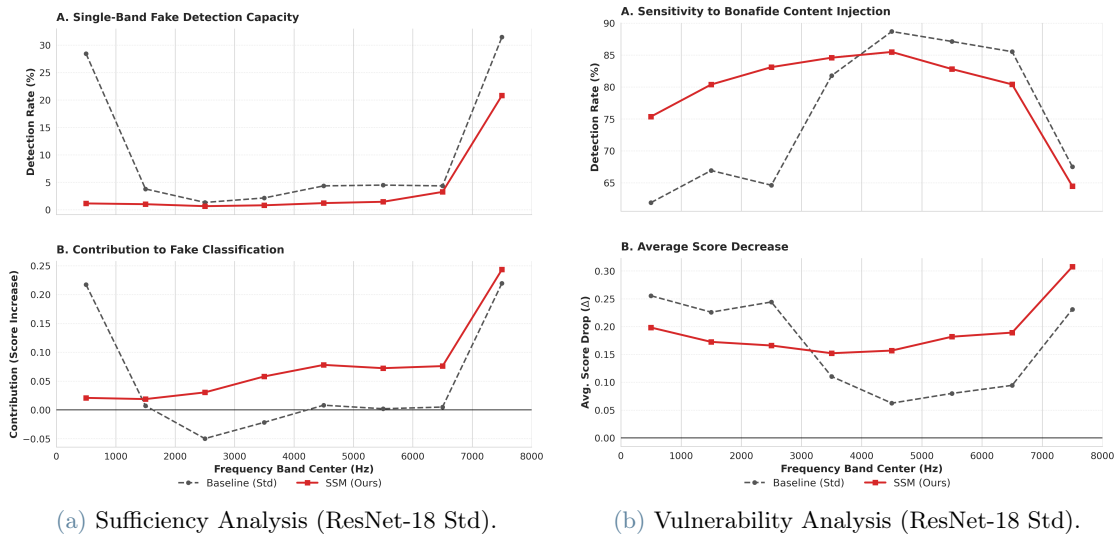 A. Single-Band Fake Detection Capacity
Detection Rate (%)
30
25
20
15
10
5
0
B. Contribution to Fake Classification
Contribution (Score Increase)
0.25
0.20
0.15
0.10
0.05
0.00
−0.05
0 1000 2000 3000 4000 5000 6000 7000 8000
Frequency Band Center (Hz)
Baseline (Std) SSM (Ours)
(a) Sufficiency Analysis (ResNet-18 Std).
A. Sensitivity to Bonafide Content Injection
Detection Rate (%)
90
85
80
75
70
65
B. Average Score Decrease
Avg. Score Drop (Δ)
0.30
0.25
0.20
0.15
0.10
0.05
0.00
0 1000 2000 3000 4000 5000 6000 7000 8000
Frequency Band Center (Hz)
Baseline (Std) SSM (Ours)
(b) Vulnerability Analysis (ResNet-18 Std).